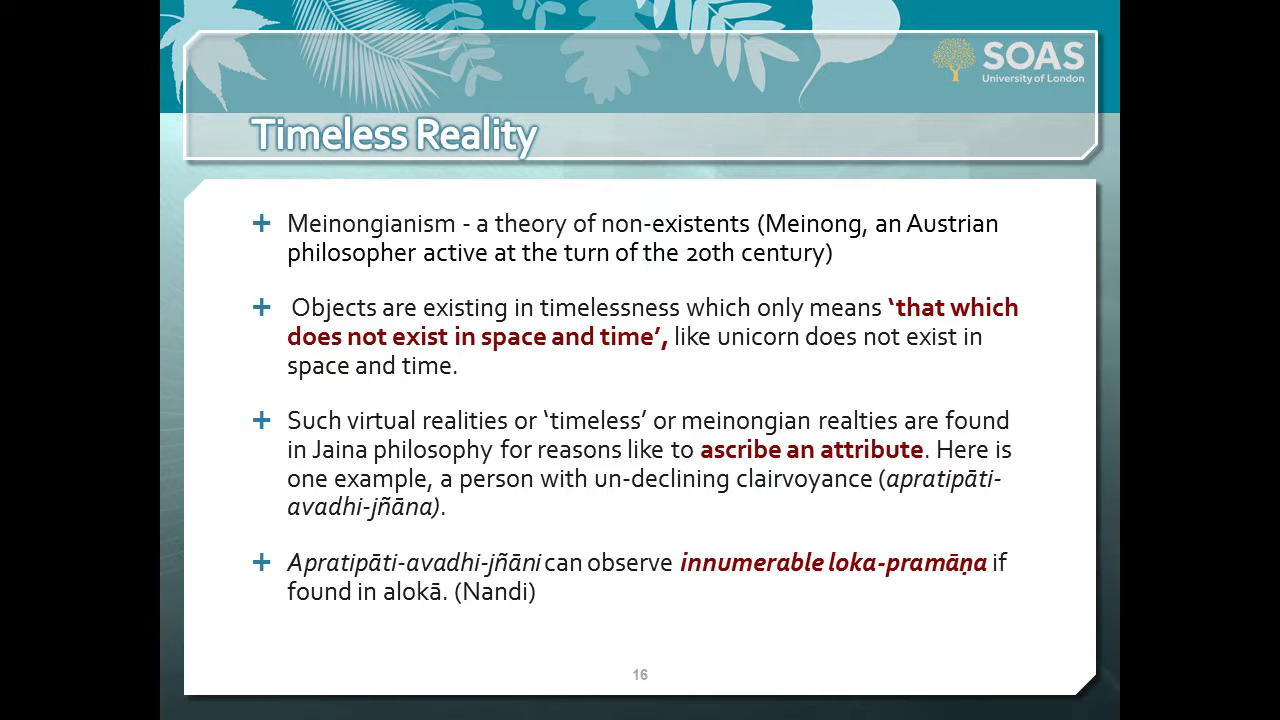 SOAS
University of London
Timeless Reality
Meinongianism - a theory of non-existents (Meinong, an Austrian
philosopher active at the turn of the 20th century)
Objects are existing in timelessness which only means ‘that which
does not exist in space and time’, like unicorn does not exist in
space and time.
Such virtual realities or ‘timeless’ or meinongian realties are found
in Jaina philosophy for reasons like to ascribe an attribute. Here is
one example, a person with un-declining clairvoyance (apratipāti-
avadhi-jñāna).
Apratipāti-avadhi-jñāni can observe innumerable loka-pramāṇa if
found in alokā. (Nandi)
16